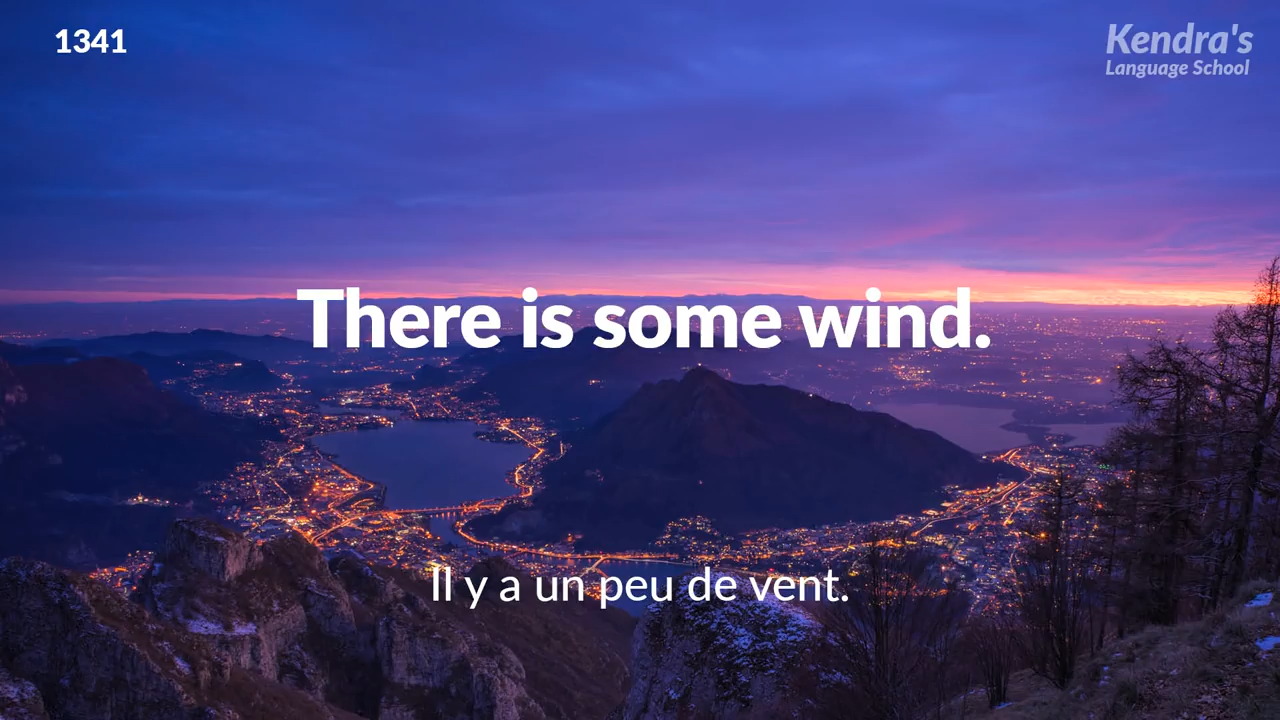 1341
Kendra's
Language School
There is some wind.
Il y a un peu de vent.